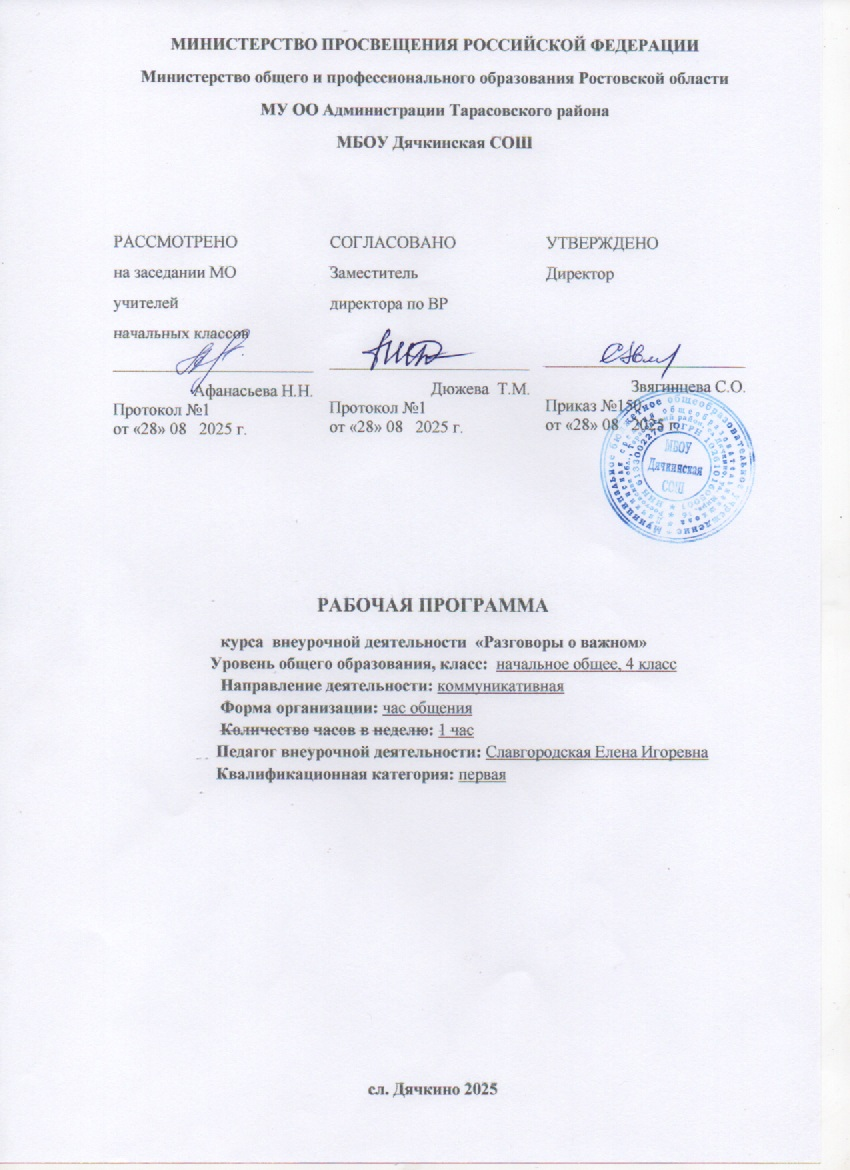 МИНИСТЕРСТВО ПРОСВЕЩЕНИЯ РОССИЙСКОЙ ФЕДЕРАЦИИ
Министерство общего и профессионального образования Ростовской области
МУ ОО Администрации Тарасовского района
МБОУ Дячкинская СОШ
РАССМОТРЕНО
на заседании МО
учителей
начальных классов
Афанасьева Н.Н.
Протокол №1
от «28» 08 2025 г.
СОГЛАСОВАНО
Заместитель
директора по ВР
Дюжева Т.М.
Протокол №1
от «28» 08 2025 г.
УТВЕРЖДЕНО
Директор
Звягинцева С.О.
Приказ №150
от «28» 08 2025 г.
МБОУ
Дячкинская
СОШ
РАБОЧАЯ ПРОГРАММА
курса внеурочной деятельности «Разговоры о важном»
Уровень общего образования, класс: начальное общее, 4 класс
Направление деятельности: коммуникативная
Форма организации: час общения
Количество часов в неделю: 1 час
Педагог внеурочной деятельности: Славгородская Елена Игоревна
Квалификационная категория: первая
сл. Дячкино 2025